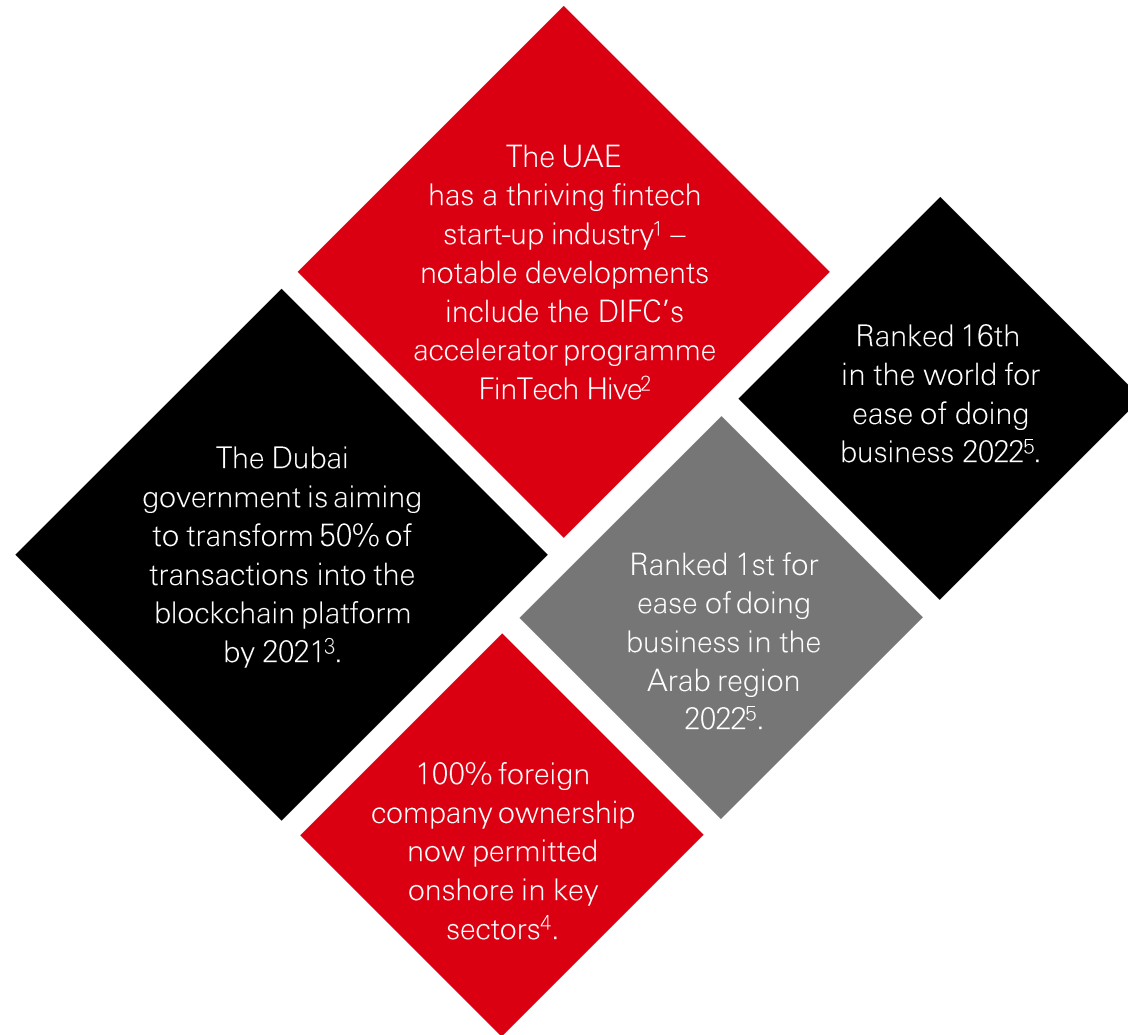 The UAE
has a thriving fintech
start-up industry¹ –
notable developments
include the DIFC’s
accelerator programme
FinTech Hive²
Ranked 16th
in the world for
ease of doing
business 2022⁵.
The Dubai
government is aiming
to transform 50% of
transactions into the
blockchain platform
by 2021³.
Ranked 1st for
ease of doing
business in the
Arab region
2022⁵.
100% foreign
company ownership
now permitted
onshore in key
sectors⁴.